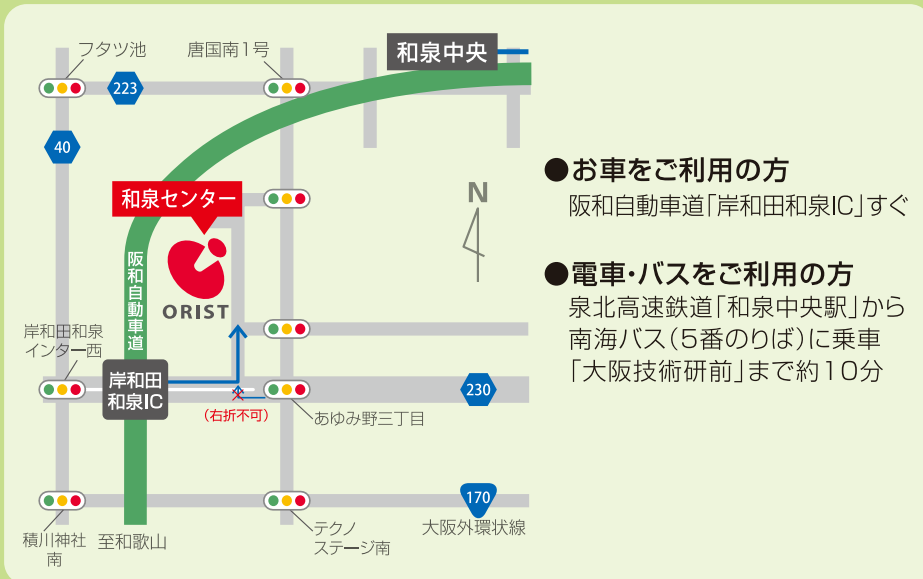 フタツ池
唐国南1号
和泉中央
223
40
和泉センター
ORIST
阪和自動車道
N
岸和田和泉
インター西
岸和田
和泉IC
(右折不可)
あゆみ野三丁目
230
170
積川神社
南
至和歌山
テクノ
ステージ南
大阪外環状線
●お車をご利用の方
阪和自動車道「岸和田和泉IC」すぐ
●電車・バスをご利用の方
泉北高速鉄道「和泉中央駅」から
南海バス(5番のりば)に乗車
「大阪技術研前」まで約10分